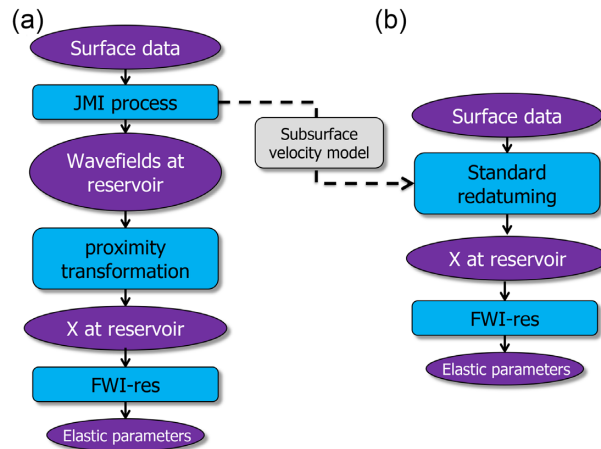 (a)
Surface data
JMI process
Wavefields at
reservoir
proximity
transformation
X at reservoir
FWI-res
Elastic parameters
Subsurface
velocity model
(b)
Surface data
Standard
redatuming
X at reservoir
FWI-res
Elastic parameters